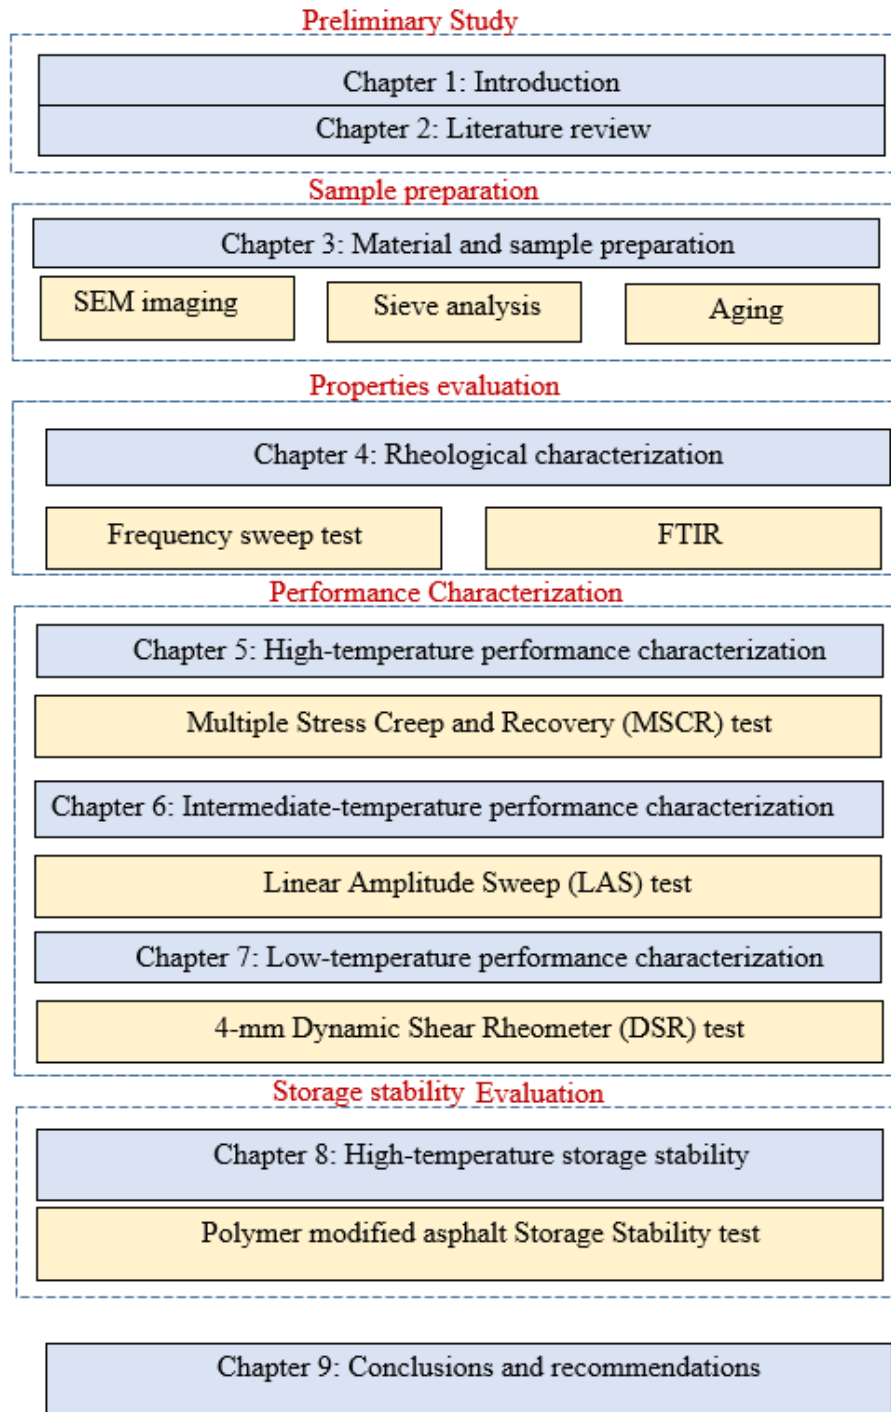 Preliminary Study
Chapter 1: Introduction
Chapter 2: Literature review
Sample preparation
Chapter 3: Material and sample preparation
SEM imaging
Sieve analysis
Aging
Properties evaluation
Chapter 4: Rheological characterization
Frequency sweep test
FTIR
Performance Characterization
Chapter 5: High-temperature performance characterization
Multiple Stress Creep and Recovery (MSCR) test
Chapter 6: Intermediate-temperature performance characterization
Linear Amplitude Sweep (LAS) test
Chapter 7: Low-temperature performance characterization
4-mm Dynamic Shear Rheometer (DSR) test
Storage stability Evaluation
Chapter 8: High-temperature storage stability
Polymer modified asphalt Storage Stability test
Chapter 9: Conclusions and recommendations